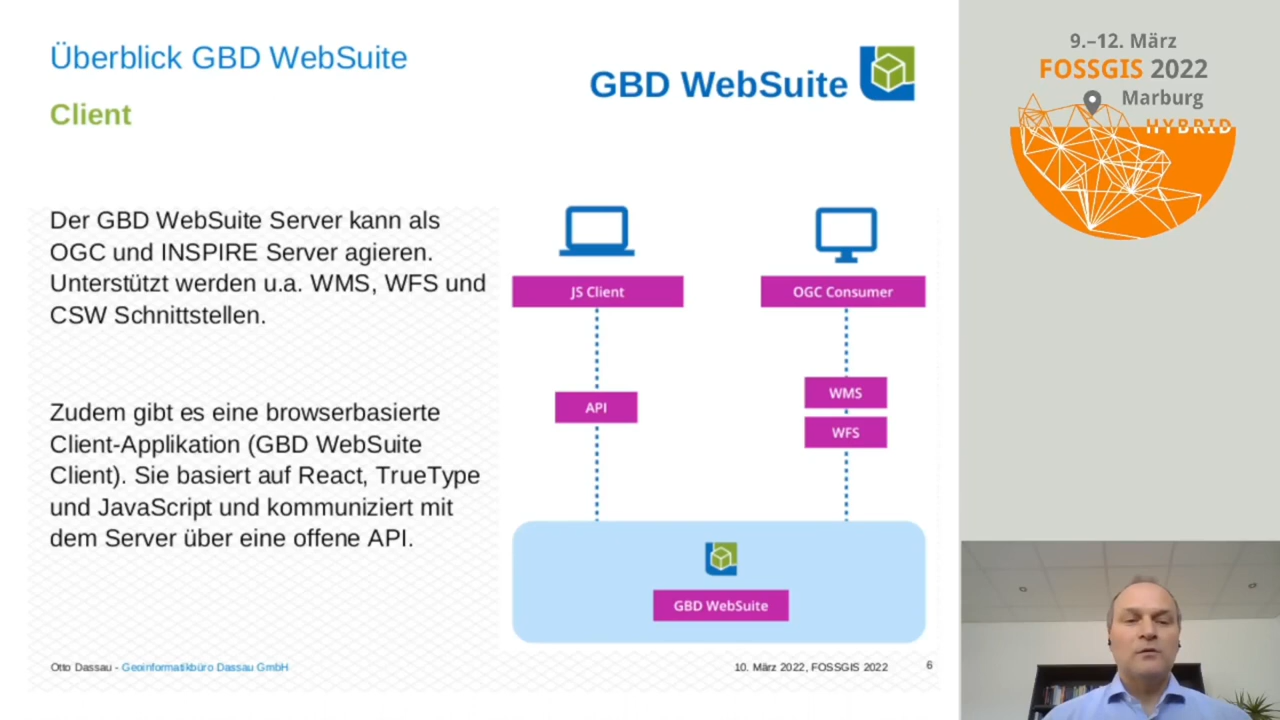 Überblick GBD WebSuite
Client
GBD WebSuite
Der GBD WebSuite Server kann als
OGC und INSPIRE Server agieren.
Unterstützt werden u.a. WMS, WFS und
CSW Schnittstellen.
Zudem gibt es eine browserbasierte
Client-Applikation (GBD WebSuite
Client). Sie basiert auf React, TrueType
und JavaScript und kommuniziert mit
dem Server über eine offene API.
JS Client
OGC Consumer
API
WMS
WFS
GBD WebSuite
Otto Dassau - Geoinformatikbüro Dassau GmbH
10. März 2022, FOSSGIS 2022
6
9.–12. März
FOSSGIS 2022
Marburg
HYBRID